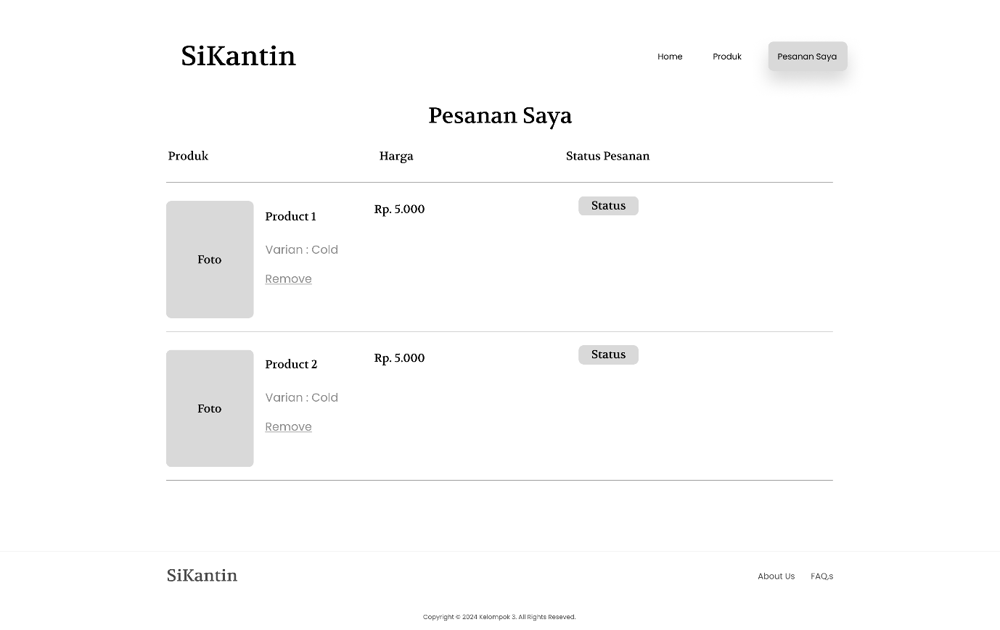 SiKantin
Home Produk Pesanan Saya
Pesanan Saya
Produk Harga Status Pesanan
Foto
Product 1
Varian : Cold
Remove
Rp. 5.000
Status
Foto
Product 2
Varian : Cold
Remove
Rp. 5.000
Status
SiKantin
About Us FAQ,s
Copyright © 2024 Kelompok 3. All Rights Reseved.